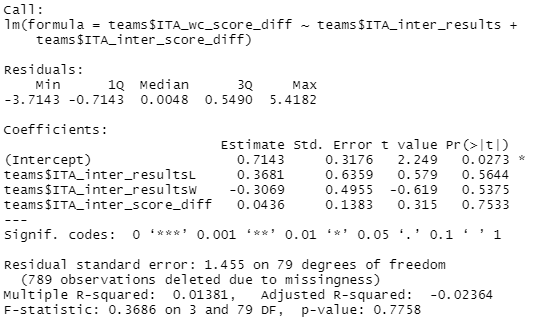 Call:
lm(formula = teams$ITA_wc_score_diff ~ teams$ITA_inter_results +
    teams$ITA_inter_score_diff)
Residuals:
    Min      1Q  Median      3Q     Max
-3.7143 -0.7143  0.0048  0.5490  5.4182
Coefficients:
                           Estimate Std. Error t value Pr(>|t|)
(Intercept)                  0.7143     0.3176   2.249   0.0273 *
teams$ITA_inter_resultsL     0.3681     0.6359   0.579   0.5644
teams$ITA_inter_resultsW    -0.3069     0.4955  -0.619   0.5375
teams$ITA_inter_score_diff   0.0436     0.1383   0.315   0.7533
---
Signif. codes:  0 ‘***’ 0.001 ‘**’ 0.01 ‘*’ 0.05 ‘.’ 0.1 ‘ ’ 1
Residual standard error: 1.455 on 79 degrees of freedom
  (789 observations deleted due to missingness)
Multiple R-squared:  0.01381,   Adjusted R-squared:  -0.02364
F-statistic: 0.3686 on 3 and 79 DF,  p-value: 0.7758